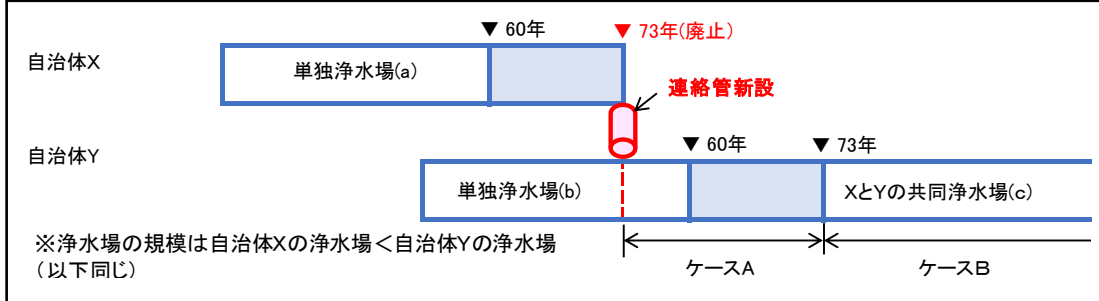 ▼ 60年
▼ 73年(廃止)
自治体X
単独浄水場(a)
連絡管新設
▼ 60年
▼ 73年
自治体Y
単独浄水場(b)
XとYの共同浄水場(c)
※浄水場の規模は自治体Xの浄水場<自治体Yの浄水場
(以下同じ)
ケースA
ケースB